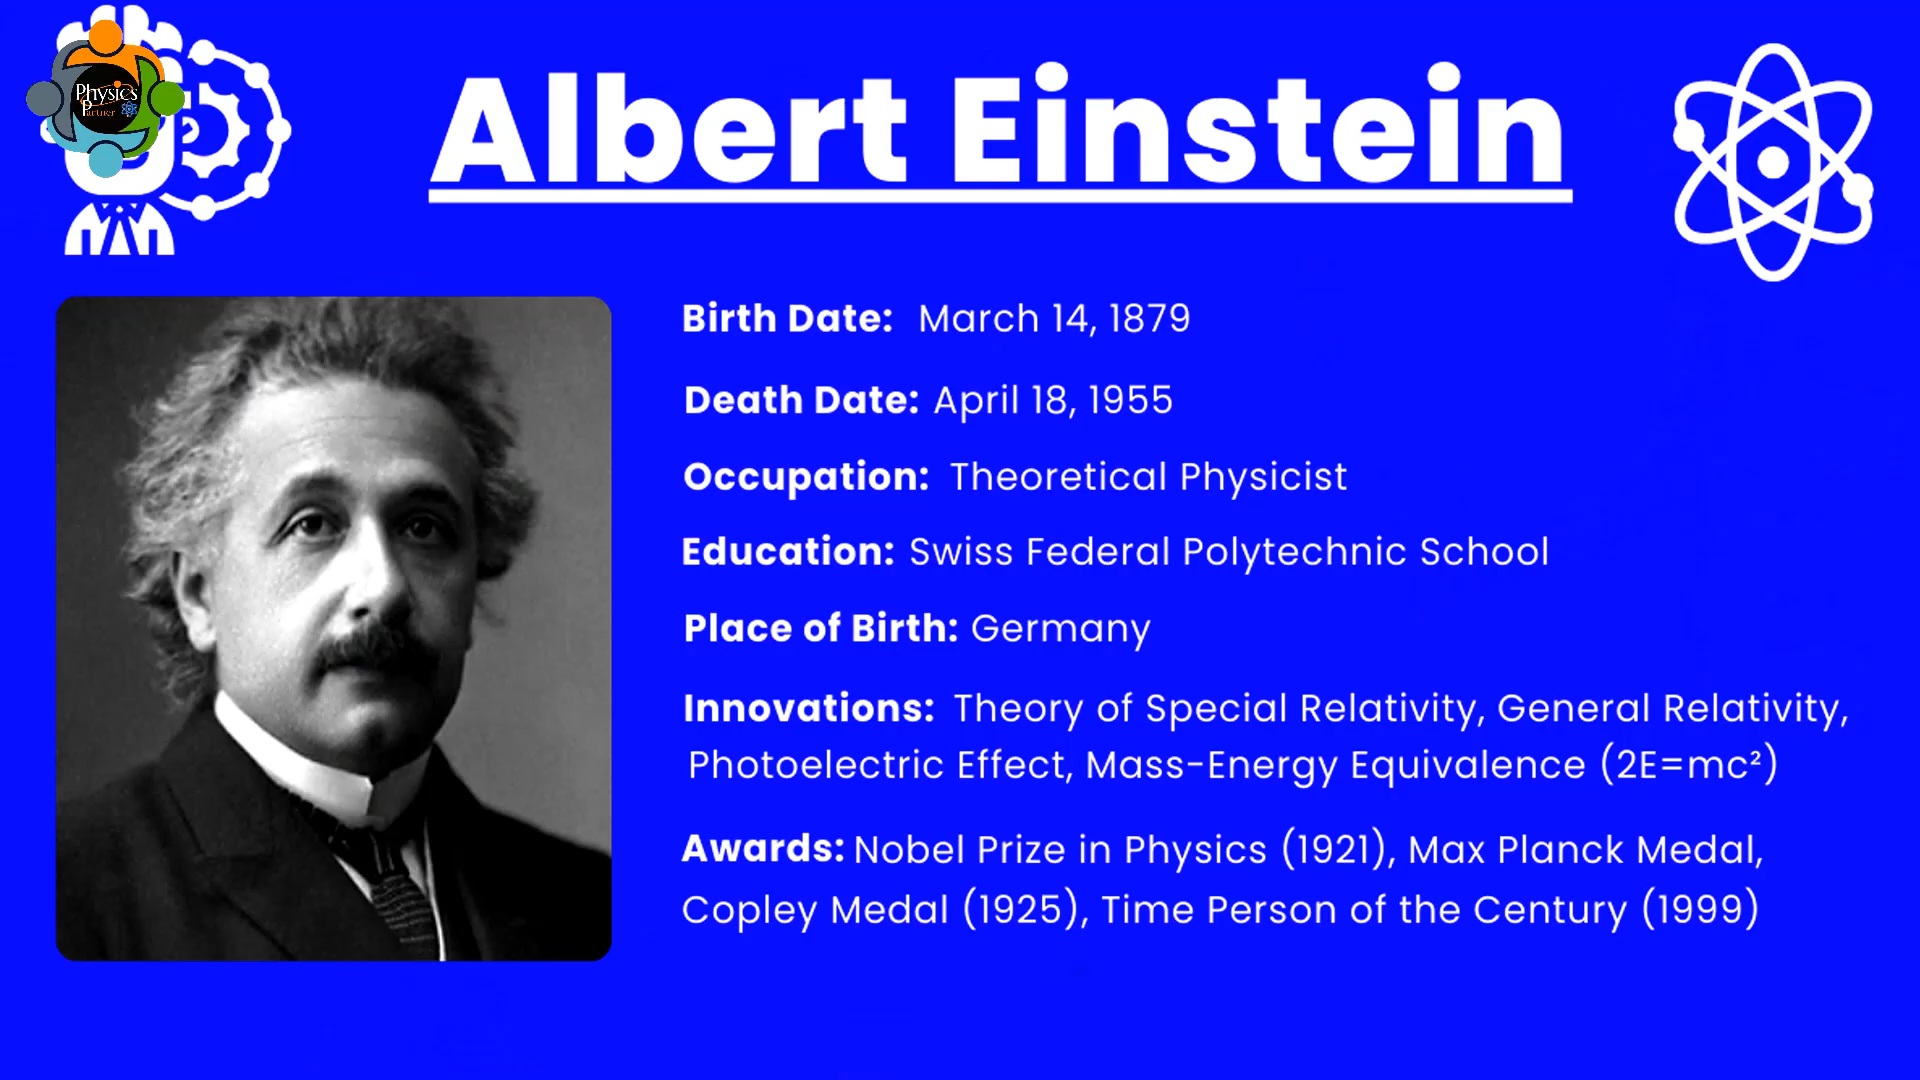 Physics
Partner
Albert Einstein
Birth Date: March 14, 1879
Death Date: April 18, 1955
Occupation: Theoretical Physicist
Education: Swiss Federal Polytechnic School
Place of Birth: Germany
Innovations: Theory of Special Relativity, General Relativity,
Photoelectric Effect, Mass-Energy Equivalence (2E=mc²)
Awards: Nobel Prize in Physics (1921), Max Planck Medal,
Copley Medal (1925), Time Person of the Century (1999)